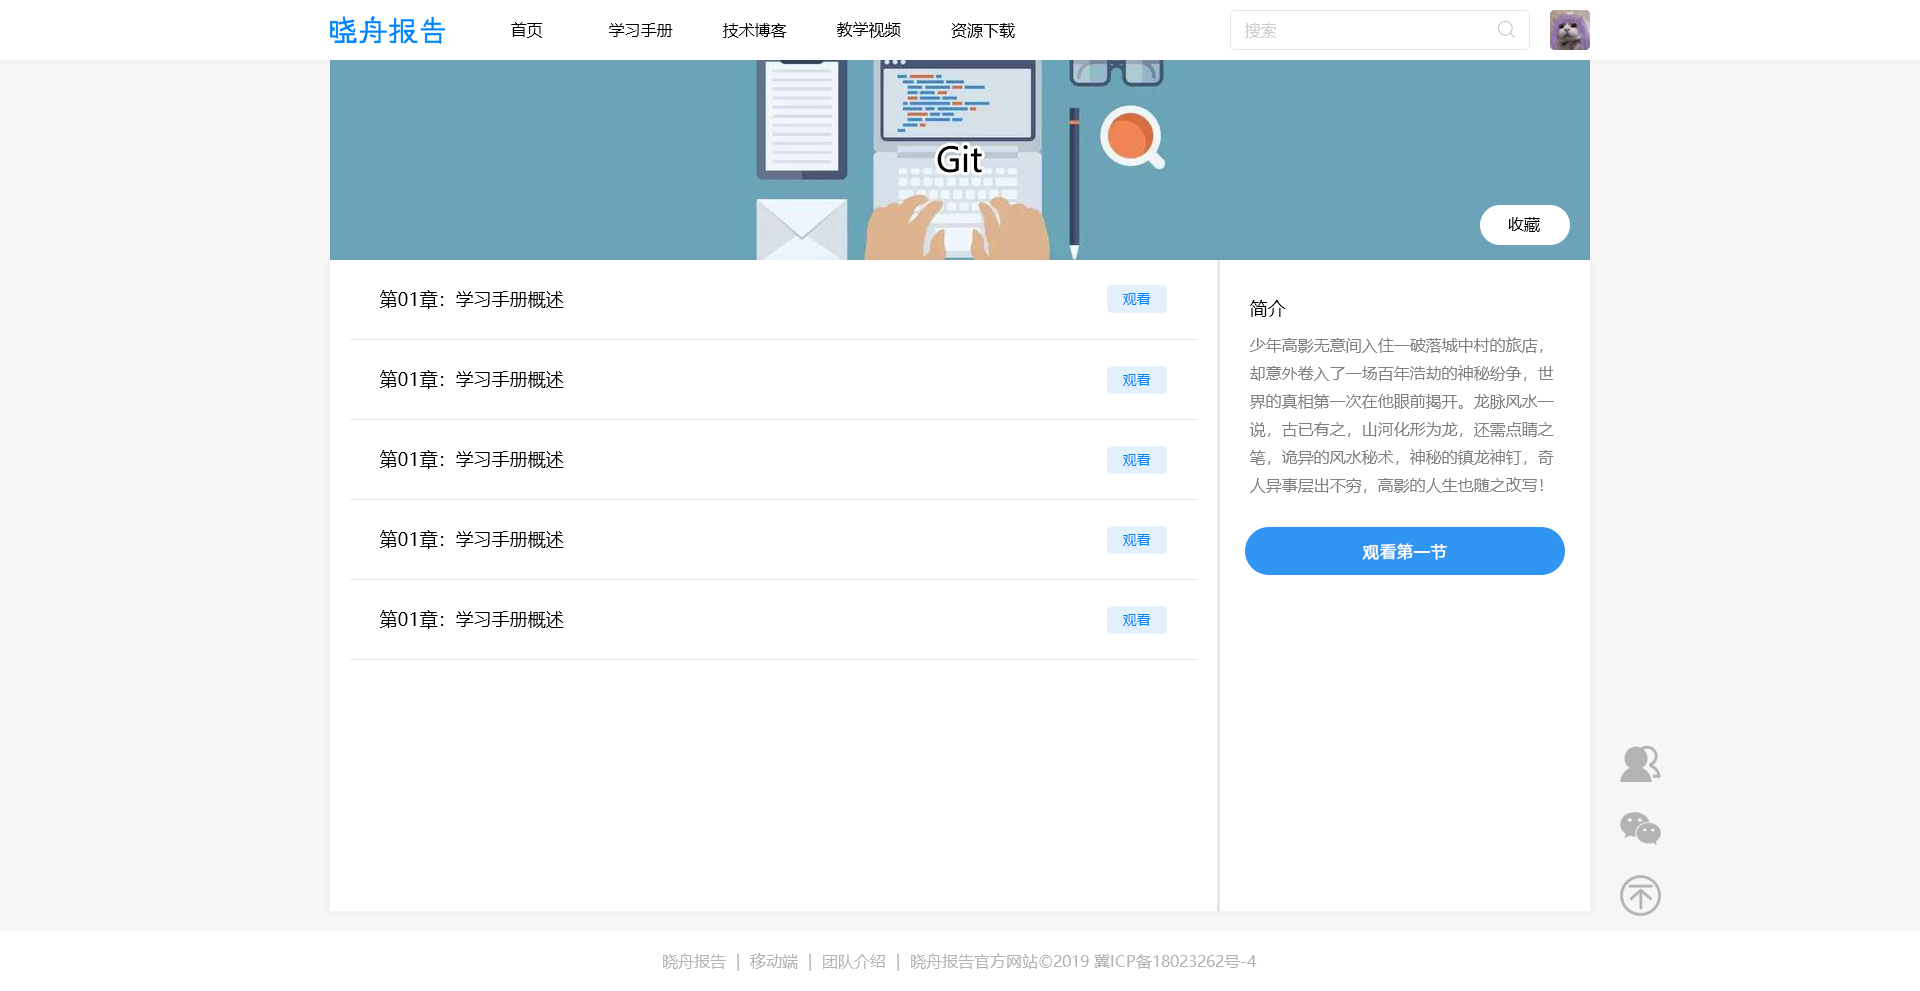 晓舟报告
首页 学习手册 技术博客 教学视频 资源下载
搜索
Git
收藏
第01章：学习手册概述 观看
第01章：学习手册概述 观看
第01章：学习手册概述 观看
第01章：学习手册概述 观看
第01章：学习手册概述 观看
简介
少年高影无意间入住一破落城中村的旅店，
却意外卷入了一场百年浩劫的神秘纷争，世
界的真相第一次在他眼前揭开。龙脉风水一
说，古已有之，山河化形为龙，还需点睛之
笔，诡异的风水秘术，神秘的镇龙神钉，奇
人异事层出不穷，高影的人生也随之改写！
观看第一节
晓舟报告 | 移动端 | 团队介绍 | 晓舟报告官方网站©2019 冀ICP备18023262号-4